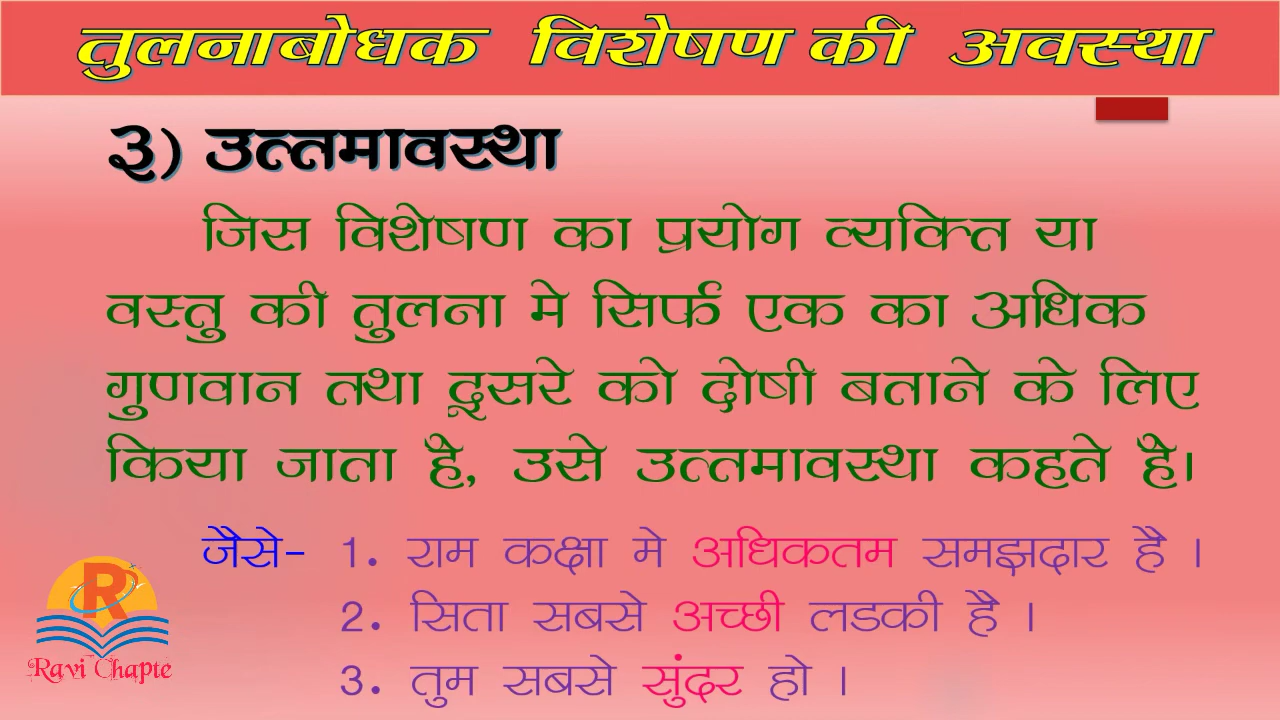 तुलनाबोधक विशेषण की अवस्था
३) उत्तमावस्था
जिस विशेषण का प्रयोग व्यक्ति या
वस्तु की तुलना मे सिर्फ एक का अधिक
गुणवान तथा दूसरे को दोषी बताने के लिए
किया जाता है, उसे उत्तमावस्था कहते है।
जैसे- 1. राम कक्षा मे अधिकतम समझदार है ।
2. सिता सबसे अच्छी लडकी है ।
3. तुम सबसे सुंदर हो ।
R
Ravi Chapte